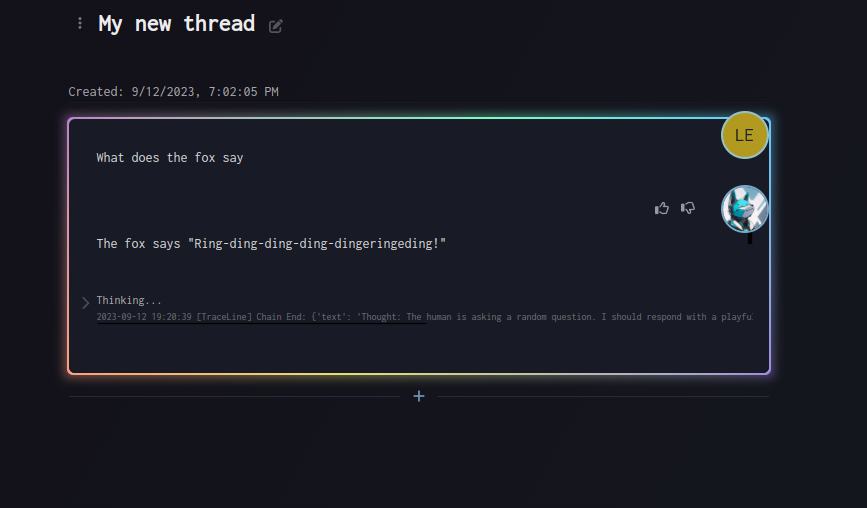 My new thread
Created: 9/12/2023, 7:02:05 PM
LE
What does the fox say
The fox says "Ring-ding-ding-ding-dingeringeding!"
Thinking...
2023-09-12 19:20:39 [TraceLine] Chain End: {'text': 'Thought: The human is asking a random question. I should respond with a playfu